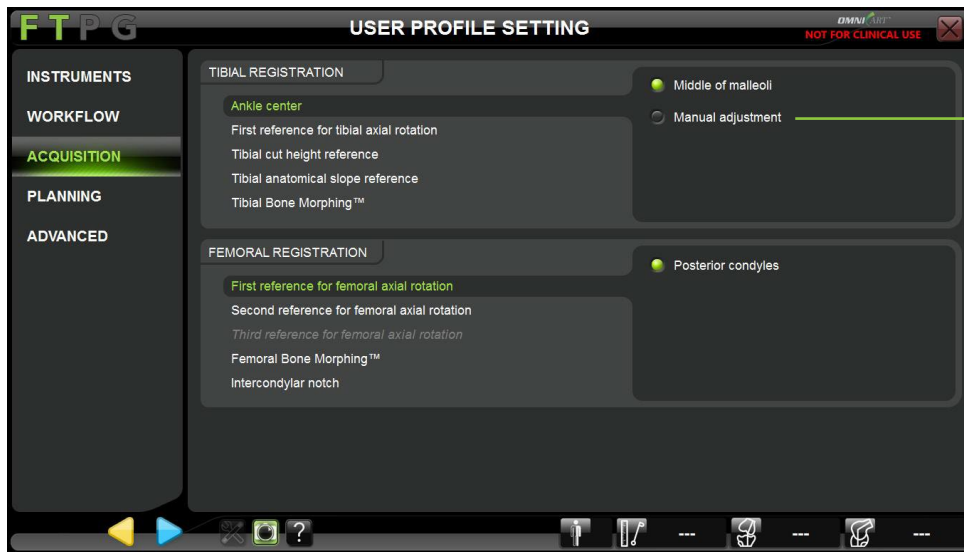 FTPG
USER PROFILE SETTING
OMNI ART
NOT FOR CLINICAL USE
INSTRUMENTS
WORKFLOW
ACQUISITION
PLANNING
ADVANCED
TIBIAL REGISTRATION
Ankle center
First reference for tibial axial rotation
Tibial cut height reference
Tibial anatomical slope reference
Tibial Bone Morphing™
Middle of malleoli
Manual adjustment
FEMORAL REGISTRATION
First reference for femoral axial rotation
Second reference for femoral axial rotation
Third reference for femoral axial rotation
Femoral Bone Morphing™
Intercondylar notch
Posterior condyles
?
--- --- ---